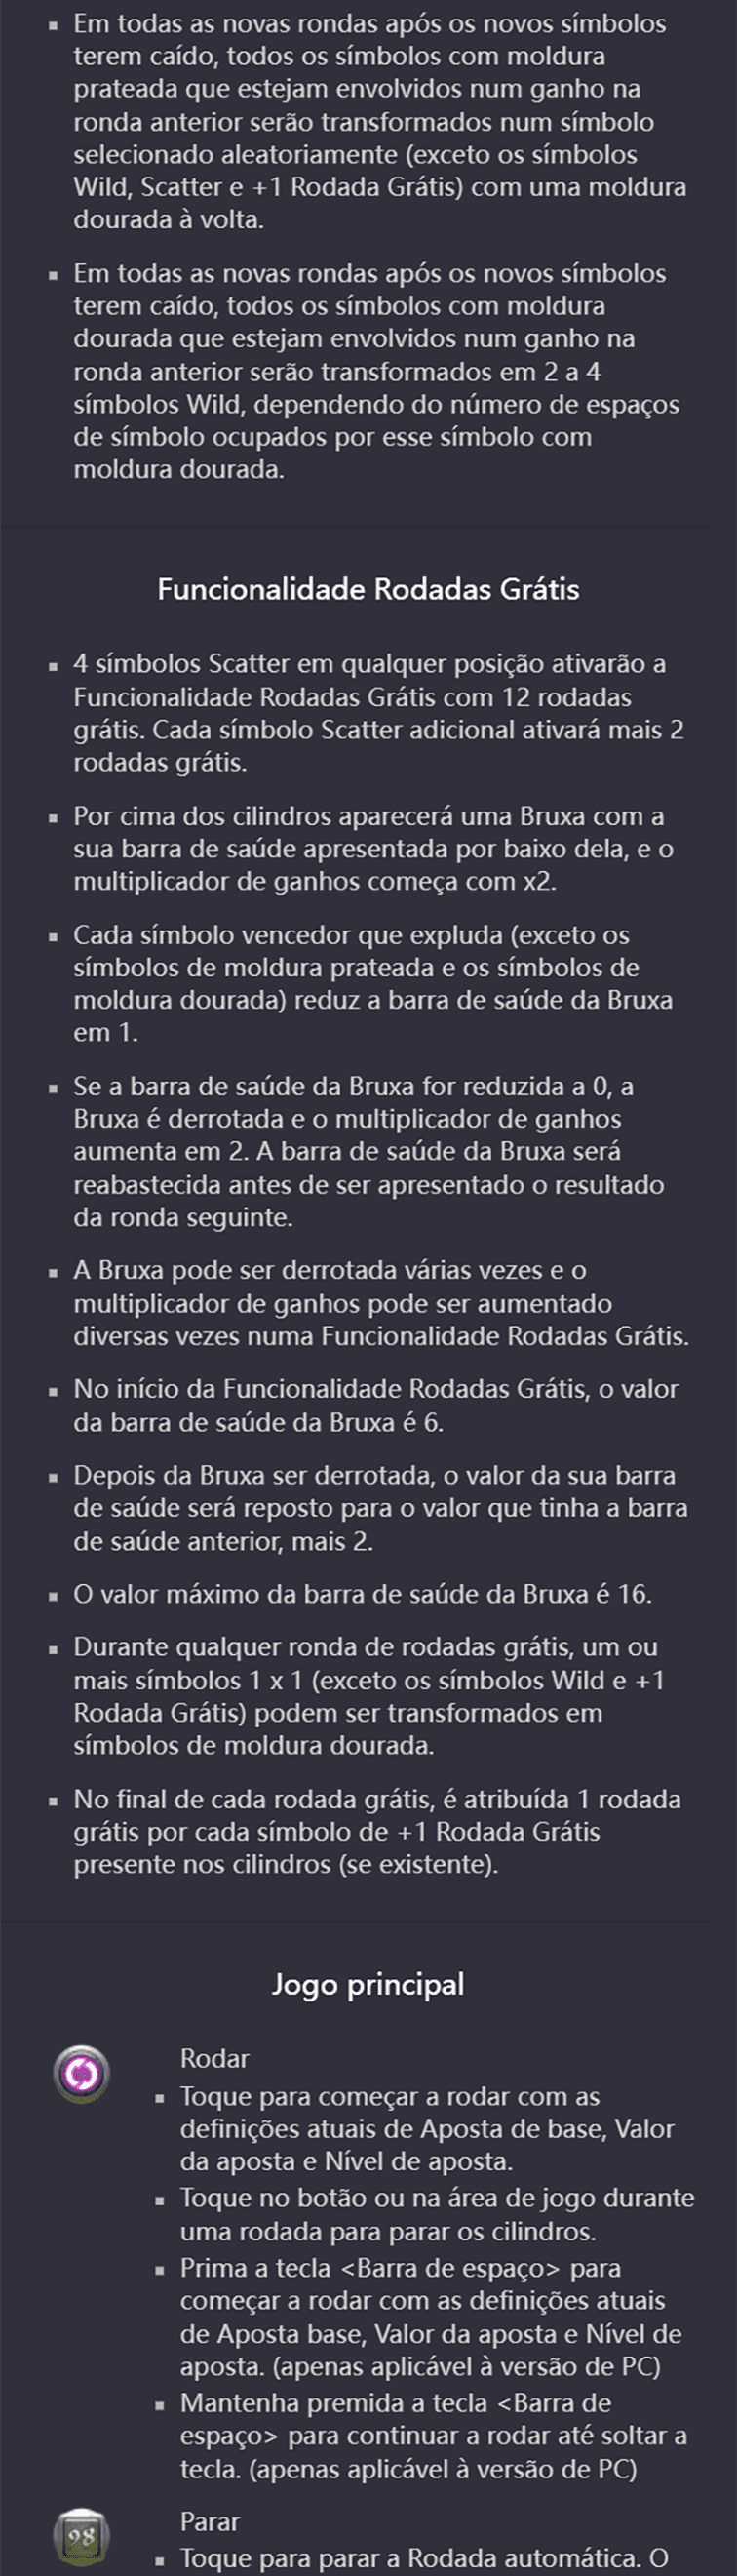 Em todas as novas rondas após os novos símbolos
terem caído, todos os símbolos com moldura
prateada que estejam envolvidos num ganho na
ronda anterior serão transformados num símbolo
selecionado aleatoriamente (exceto os símbolos
Wild, Scatter e +1 Rodada Grátis) com uma moldura
dourada à volta.
Em todas as novas rondas após os novos símbolos
terem caído, todos os símbolos com moldura
dourada que estejam envolvidos num ganho na
ronda anterior serão transformados em 2 a 4
símbolos Wild, dependendo do número de espaços
de símbolo ocupados por esse símbolo com
moldura dourada.
Funcionalidade Rodadas Grátis
4 símbolos Scatter em qualquer posição ativarão a
Funcionalidade Rodadas Grátis com 12 rodadas
grátis. Cada símbolo Scatter adicional ativará mais 2
rodadas grátis.
Por cima dos cilindros aparecerá uma Bruxa com a
sua barra de saúde apresentada por baixo dela, e o
multiplicador de ganhos começa com x2.
Cada símbolo vencedor que expluda (exceto os
símbolos de moldura prateada e os símbolos de
moldura dourada) reduz a barra de saúde da Bruxa
em 1.
Se a barra de saúde da Bruxa for reduzida a 0, a
Bruxa é derrotada e o multiplicador de ganhos
aumenta em 2. A barra de saúde da Bruxa será
reabastecida antes de ser apresentado o resultado
da ronda seguinte.
A Bruxa pode ser derrotada várias vezes e o
multiplicador de ganhos pode ser aumentado
diversas vezes numa Funcionalidade Rodadas Grátis.
No início da Funcionalidade Rodadas Grátis, o valor
da barra de saúde da Bruxa é 6.
Depois da Bruxa ser derrotada, o valor da sua barra
de saúde será reposto para o valor que tinha a barra
de saúde anterior, mais 2.
O valor máximo da barra de saúde da Bruxa é 16.
Durante qualquer ronda de rodadas grátis, um ou
mais símbolos 1 x 1 (exceto os símbolos Wild e +1
Rodada Grátis) podem ser transformados em
símbolos de moldura dourada.
No final de cada rodada grátis, é atribuída 1 rodada
grátis por cada símbolo de +1 Rodada Grátis
presente nos cilindros (se existente).
Jogo principal
Rodar
Toque para começar a rodar com as
definições atuais de Aposta de base, Valor
da aposta e Nível de aposta.
Toque no botão ou na área de jogo durante
uma rodada para parar os cilindros.
Prima a tecla <Barra de espaço> para
começar a rodar com as definições atuais
de Aposta base, Valor da aposta e Nível de
aposta. (apenas aplicável à versão de PC)
Mantenha premida a tecla <Barra de
espaço> para continuar a rodar até soltar a
tecla. (apenas aplicável à versão de PC)
98
Parar
Toque para parar a Rodada automática. O